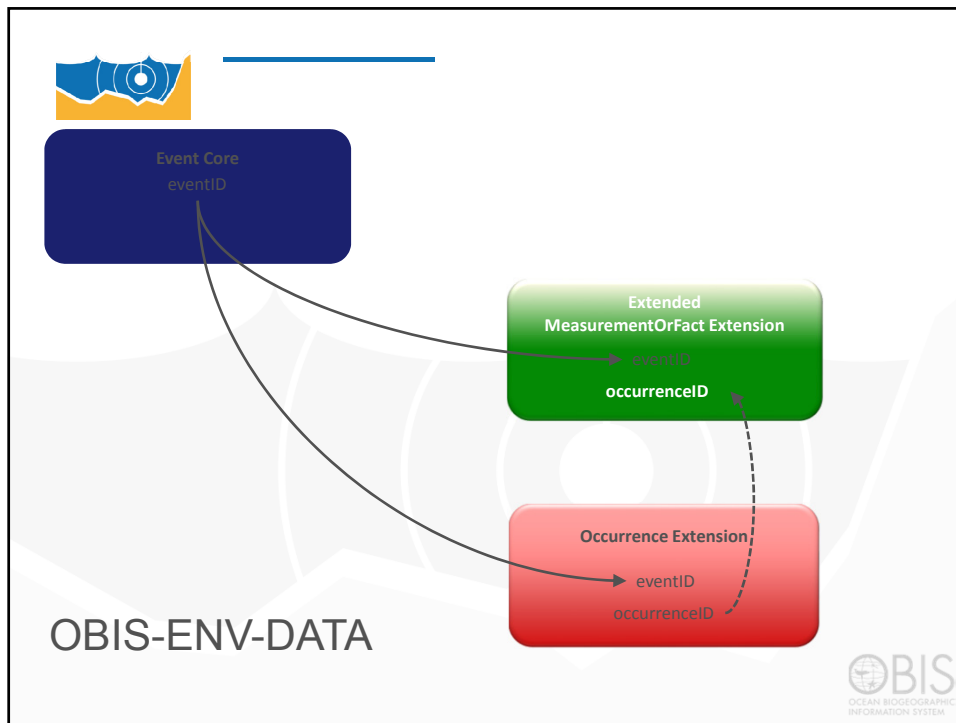 Event Core
eventID
Extended
MeasurementOrFact Extension
eventID
occurrenceID
Occurrence Extension
eventID
occurrenceID
OBIS-ENV-DATA
OBIS
OCEAN BIOGEOGRAPHIC
INFORMATION SYSTEM